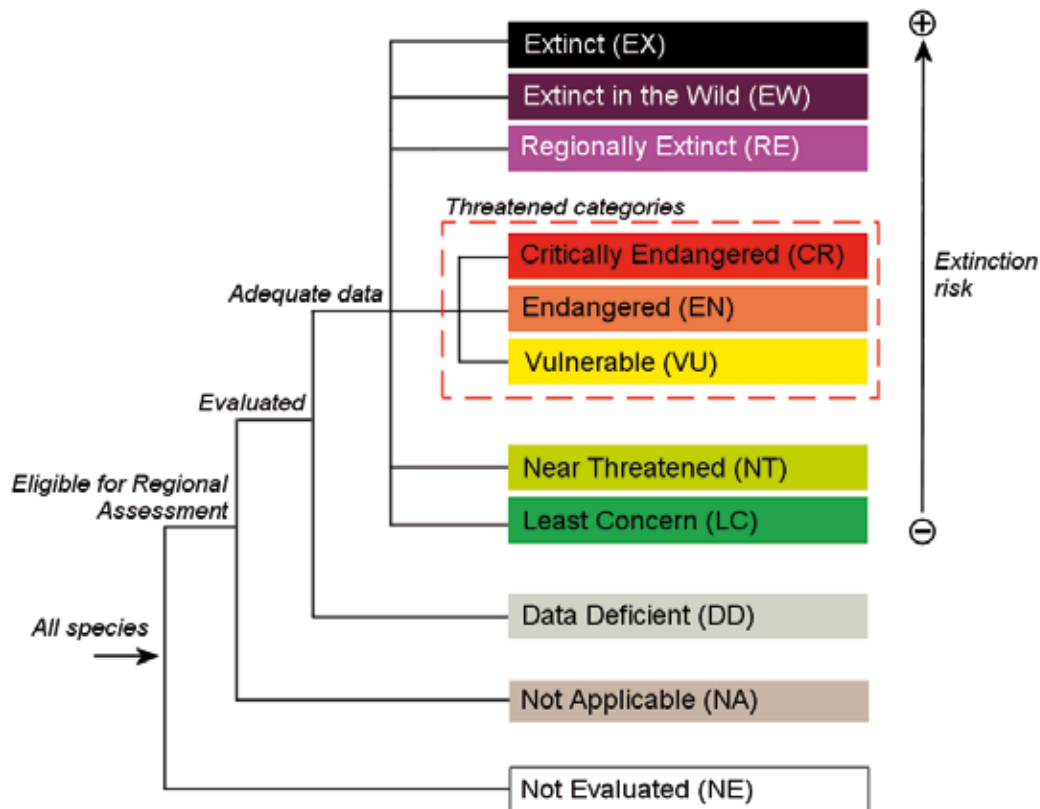 Extinct (EX)
Extinct in the Wild (EW)
Regionally Extinct (RE)
Threatened categories
Critically Endangered (CR)
Adequate data
Endangered (EN)
Vulnerable (VU)
Extinction
risk
Evaluated
Near Threatened (NT)
Eligible for Regional
Assessment
Least Concern (LC)
Data Deficient (DD)
All species
Not Applicable (NA)
Not Evaluated (NE)